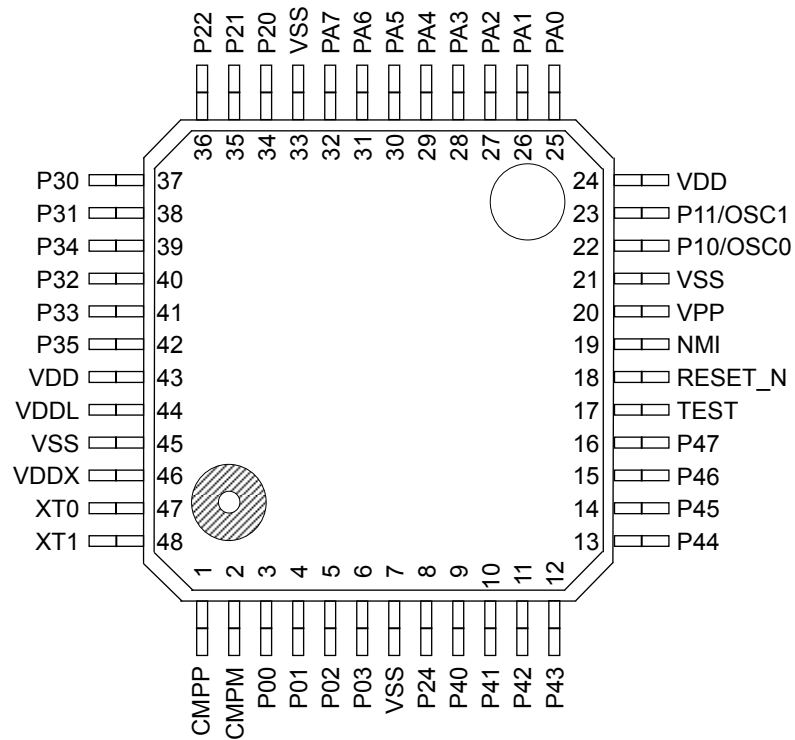 P22 P21 P20 VSS PA7 PA6 PA5 PA4 PA3 PA2 PA1 PA0
36 35 34 33 32 31 30 29 28 27 26 25
P30 37 24 VDD
P31 38 23 P11/OSC1
P34 39 22 P10/OSC0
P32 40 21 VSS
P33 41 20 VPP
P35 42 19 NMI
VDD 43 18 RESET_N
VDDL 44 17 TEST
VSS 45 16 P47
VDDX 46 15 P46
XT0 47 14 P45
XT1 48 13 P44
1 2 3 4 5 6 7 8 9 10 11 12
CMPP CMPM P00 P01 P02 P03 VSS P24 P40 P41 P42 P43